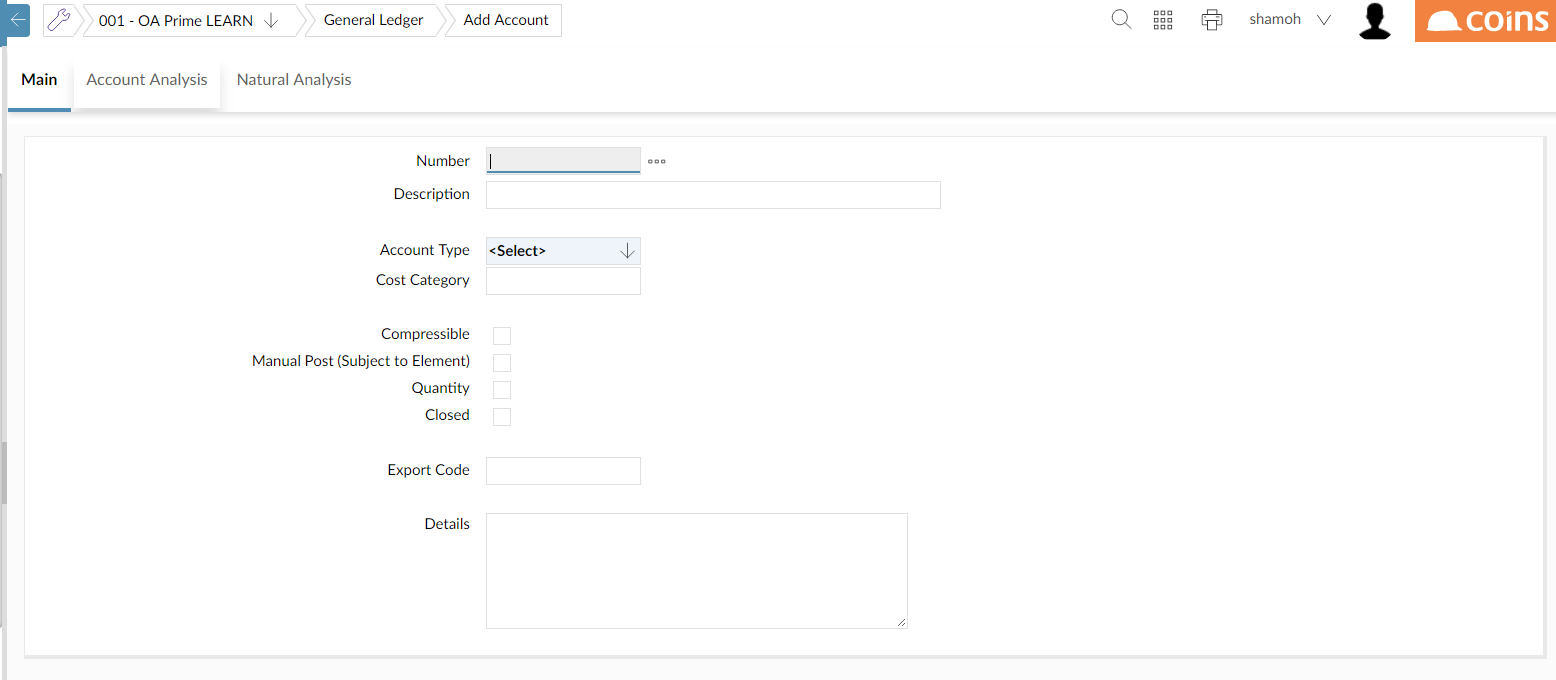 001 - OA Prime LEARN
General Ledger
Add Account
shamoh
coins
Main
Account Analysis
Natural Analysis
Number
Description
Account Type
<Select>
Cost Category
Compressible
Manual Post (Subject to Element)
Quantity
Closed
Export Code
Details